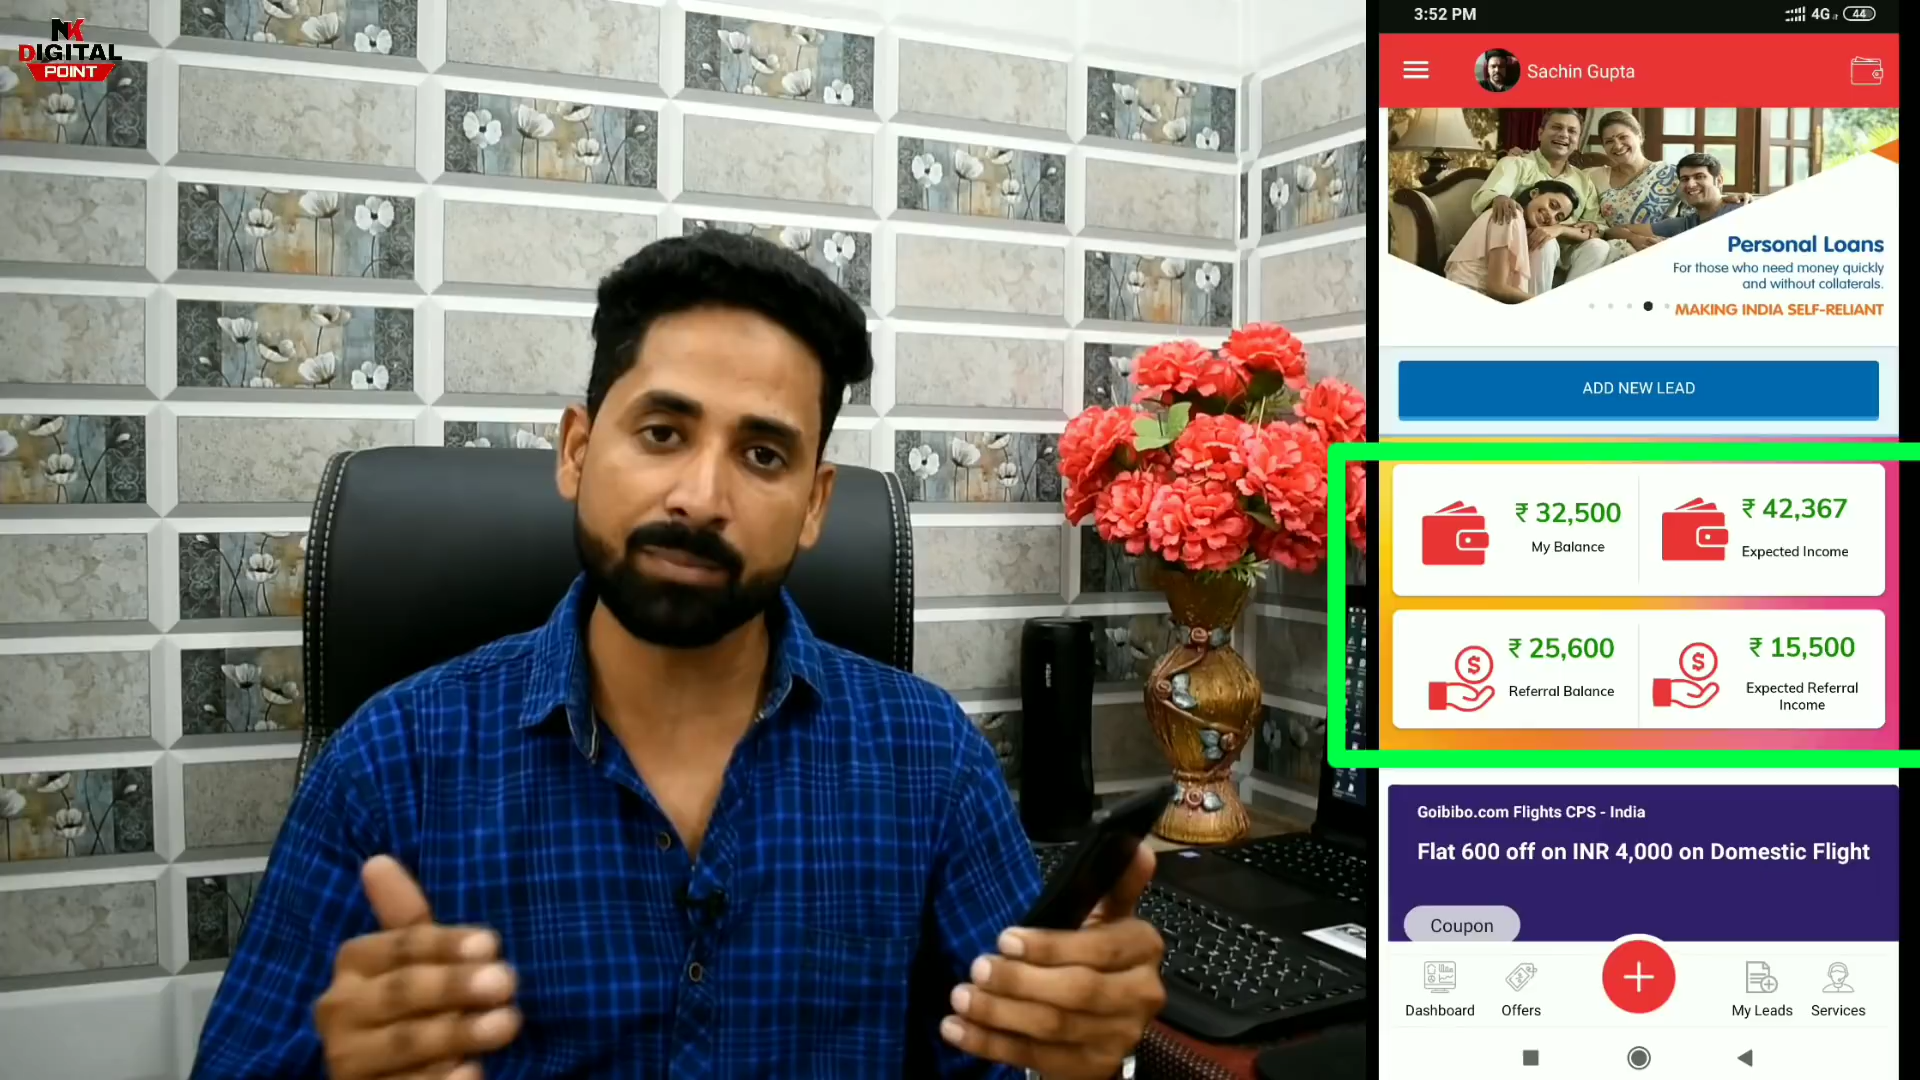 NK
DIGITAL
POINT
3:52 PM
4G
44
Sachin Gupta
Personal Loans
For those who need money quickly
and without collaterals.
MAKING INDIA SELF-RELIANT
ADD NEW LEAD
₹ 32,500
My Balance
₹ 42,367
Expected Income
₹ 25,600
Referral Balance
₹ 15,500
Expected Referral
Income
Goibibo.com Flights CPS - India
Flat 600 off on INR 4,000 on Domestic Flight
Coupon
Dashboard
Offers
My Leads
Services